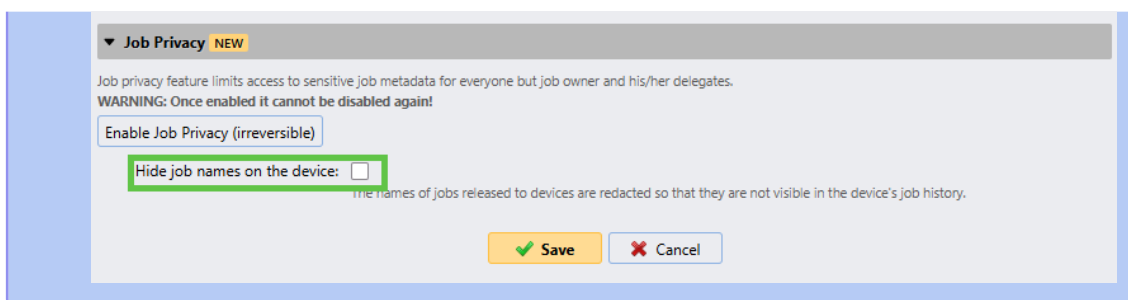 Job Privacy NEW
Job privacy feature limits access to sensitive job metadata for everyone but job owner and his/her delegates.
WARNING: Once enabled it cannot be disabled again!
Enable Job Privacy (irreversible)
Hide job names on the device:
The names of jobs released to devices are redacted so that they are not visible in the device's job history.
Save Cancel